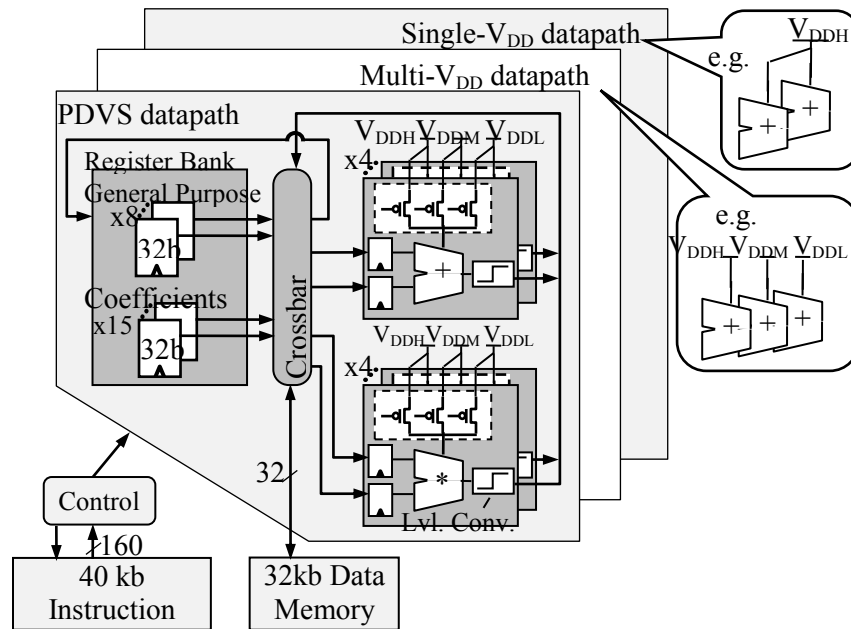 Single-VDD datapath
VDDH
e.g.
+
+
Multi-VDD datapath
PDVS datapath
VDDH VDDM VDDL
x4
Register Bank
General Purpose
x8
32b
Coefficients
x15
32b
Crossbar
+
e.g.
VDDH VDDM VDDL
+
+
+
VDDH VDDM VDDL
x4
*
Lvl. Conv.
32
Control
160
40 kb
Instruction
32kb Data
Memory